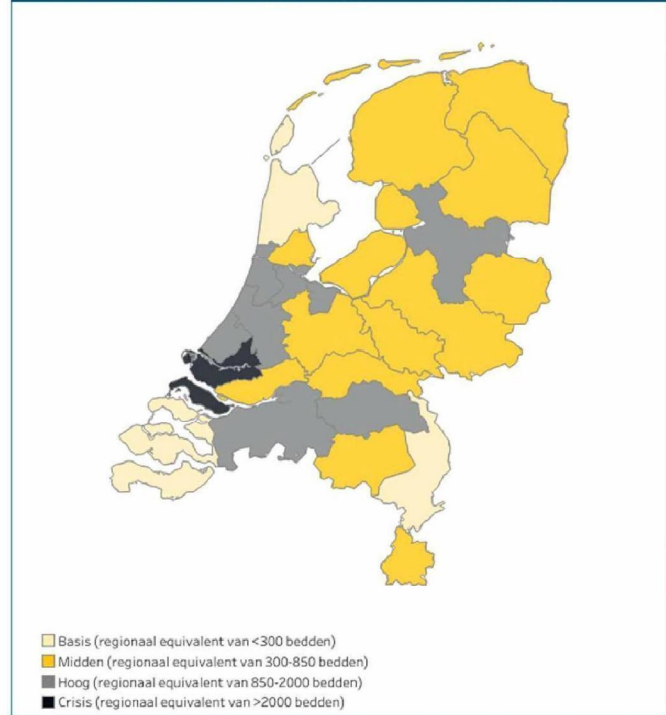 Basis (regionaal equivalent van <300 bedden)
Midden (regionaal equivalent van 300-850 bedden)
Hoog (regionaal equivalent van 850-2000 bedden)
Crisis (regionaal equivalent van >2000 bedden)